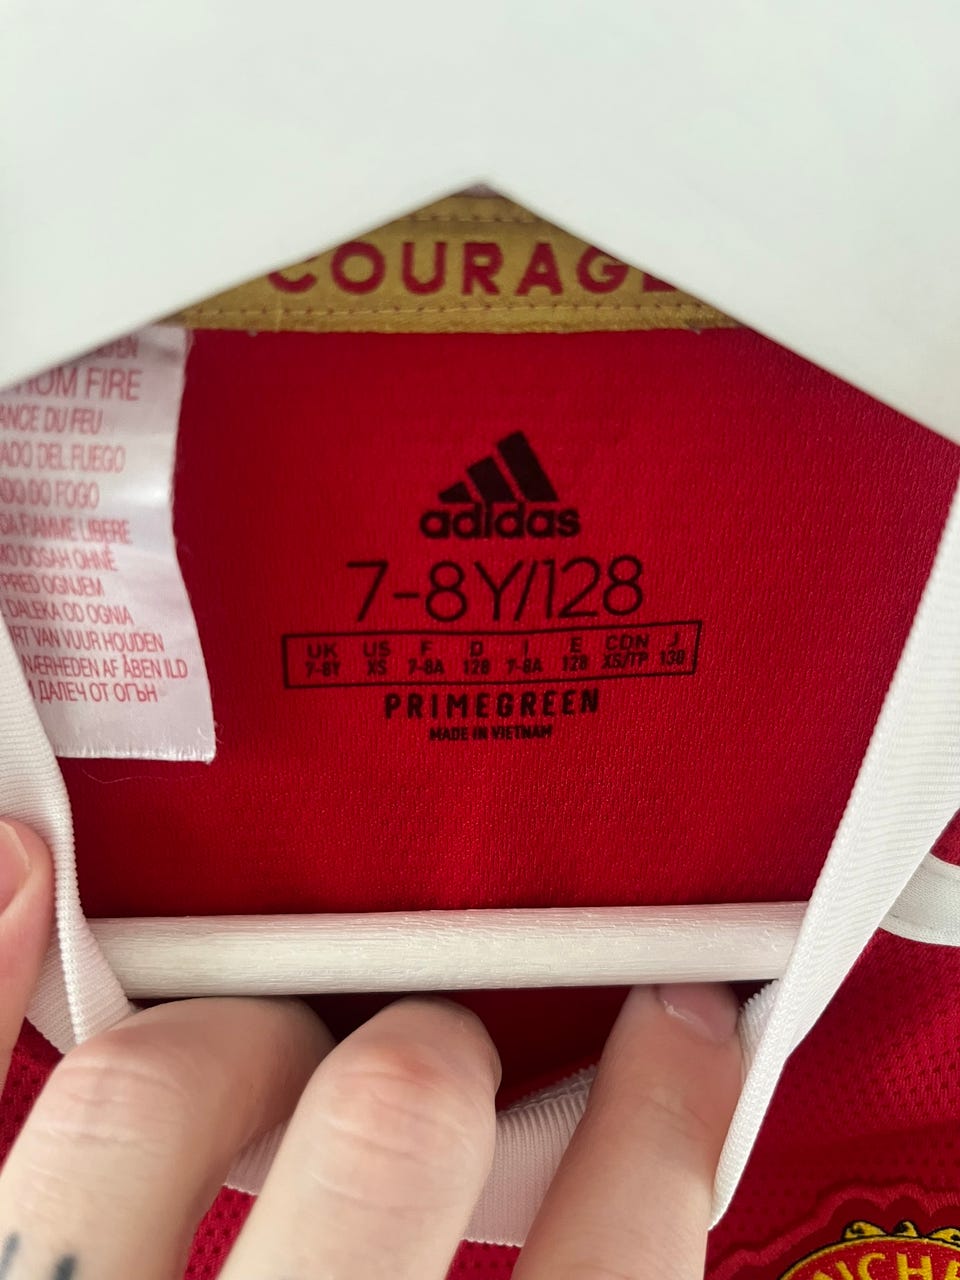 COURAGE
FIRE
DU FEU
DEL FUEGO
DO FOGO
FIAMME LIBERE
DOSAH OHNĚ
PRED OGNJEM
DALEKA OD OGNIA
VAN VUUR HOUDEN
NÆRHEDEN AF ÅBEN ILD
ДАЛЕЧ ОТ ОГЪН
adidas
7-8Y/128
UK US F D I E CDN J
7-8Y XS 7-8A 128 7-8A 128 XS/TP 130
PRIMEGREEN
MADE IN VIETNAM